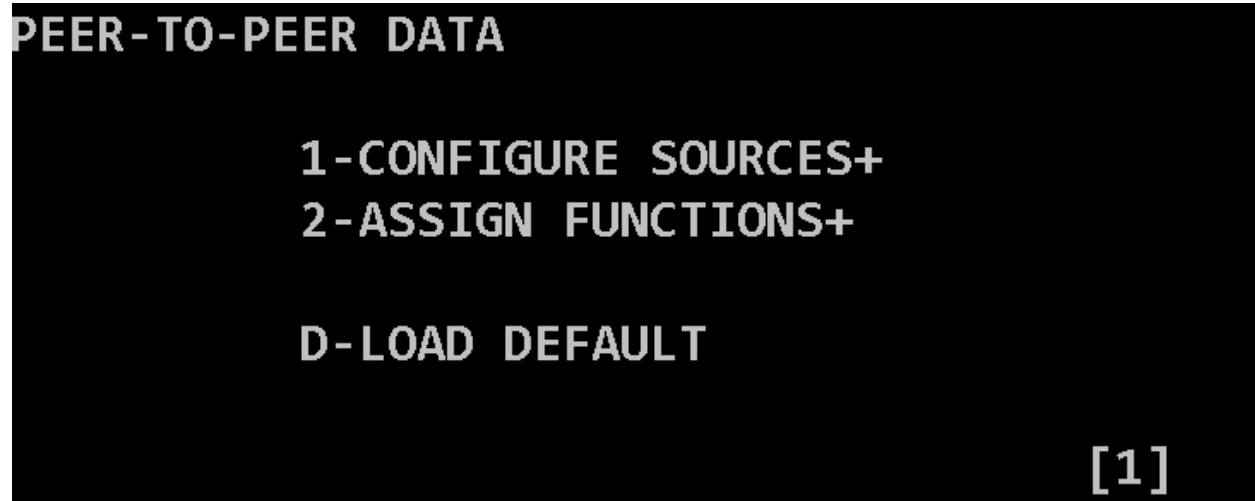 PEER-TO-PEER DATA
1-CONFIGURE SOURCES+
2-ASSIGN FUNCTIONS+
D-LOAD DEFAULT
[1]